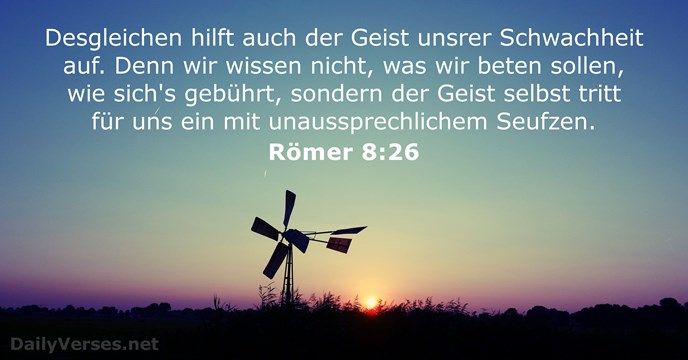 Desgleichen hilft auch der Geist unsrer Schwachheit
auf. Denn wir wissen nicht, was wir beten sollen,
wie sich's gebührt, sondern der Geist selbst tritt
für uns ein mit unaussprechlichem Seufzen.
Römer 8:26
DailyVerses.net